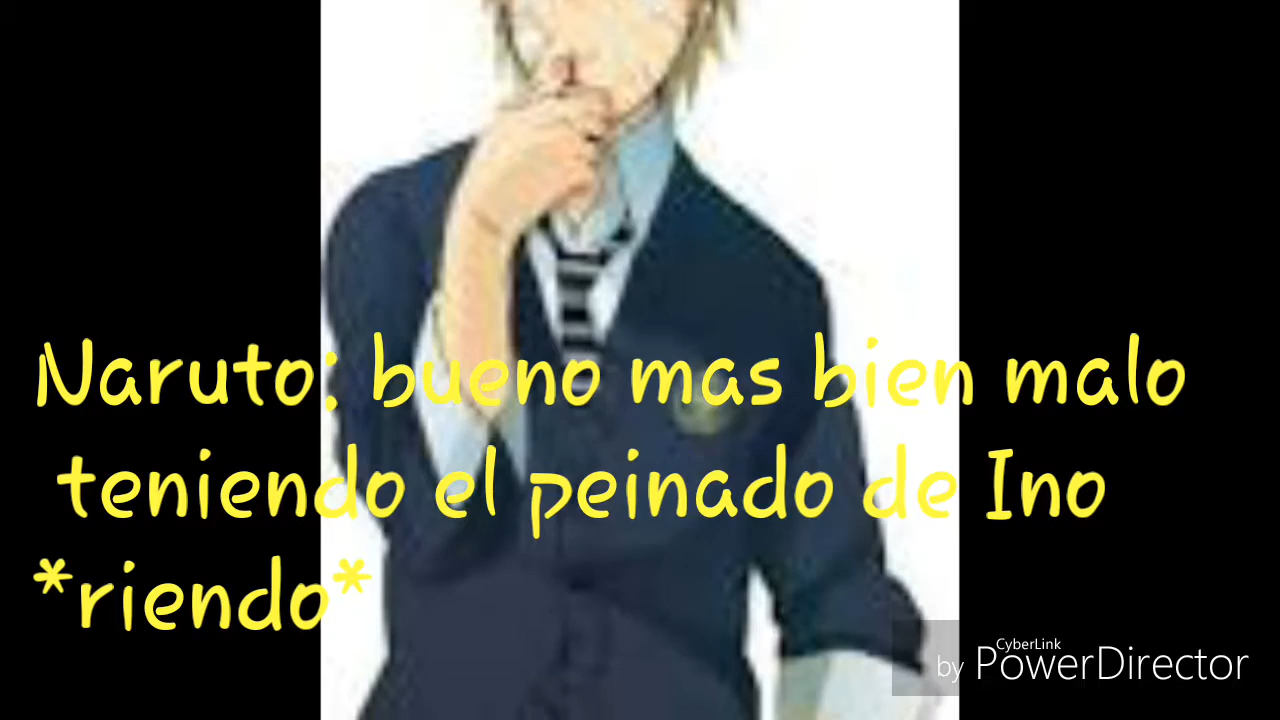 Naruto: bueno mas bien malo
teniendo el peinado de Ino
*riendo*
CyberLink
by PowerDirector